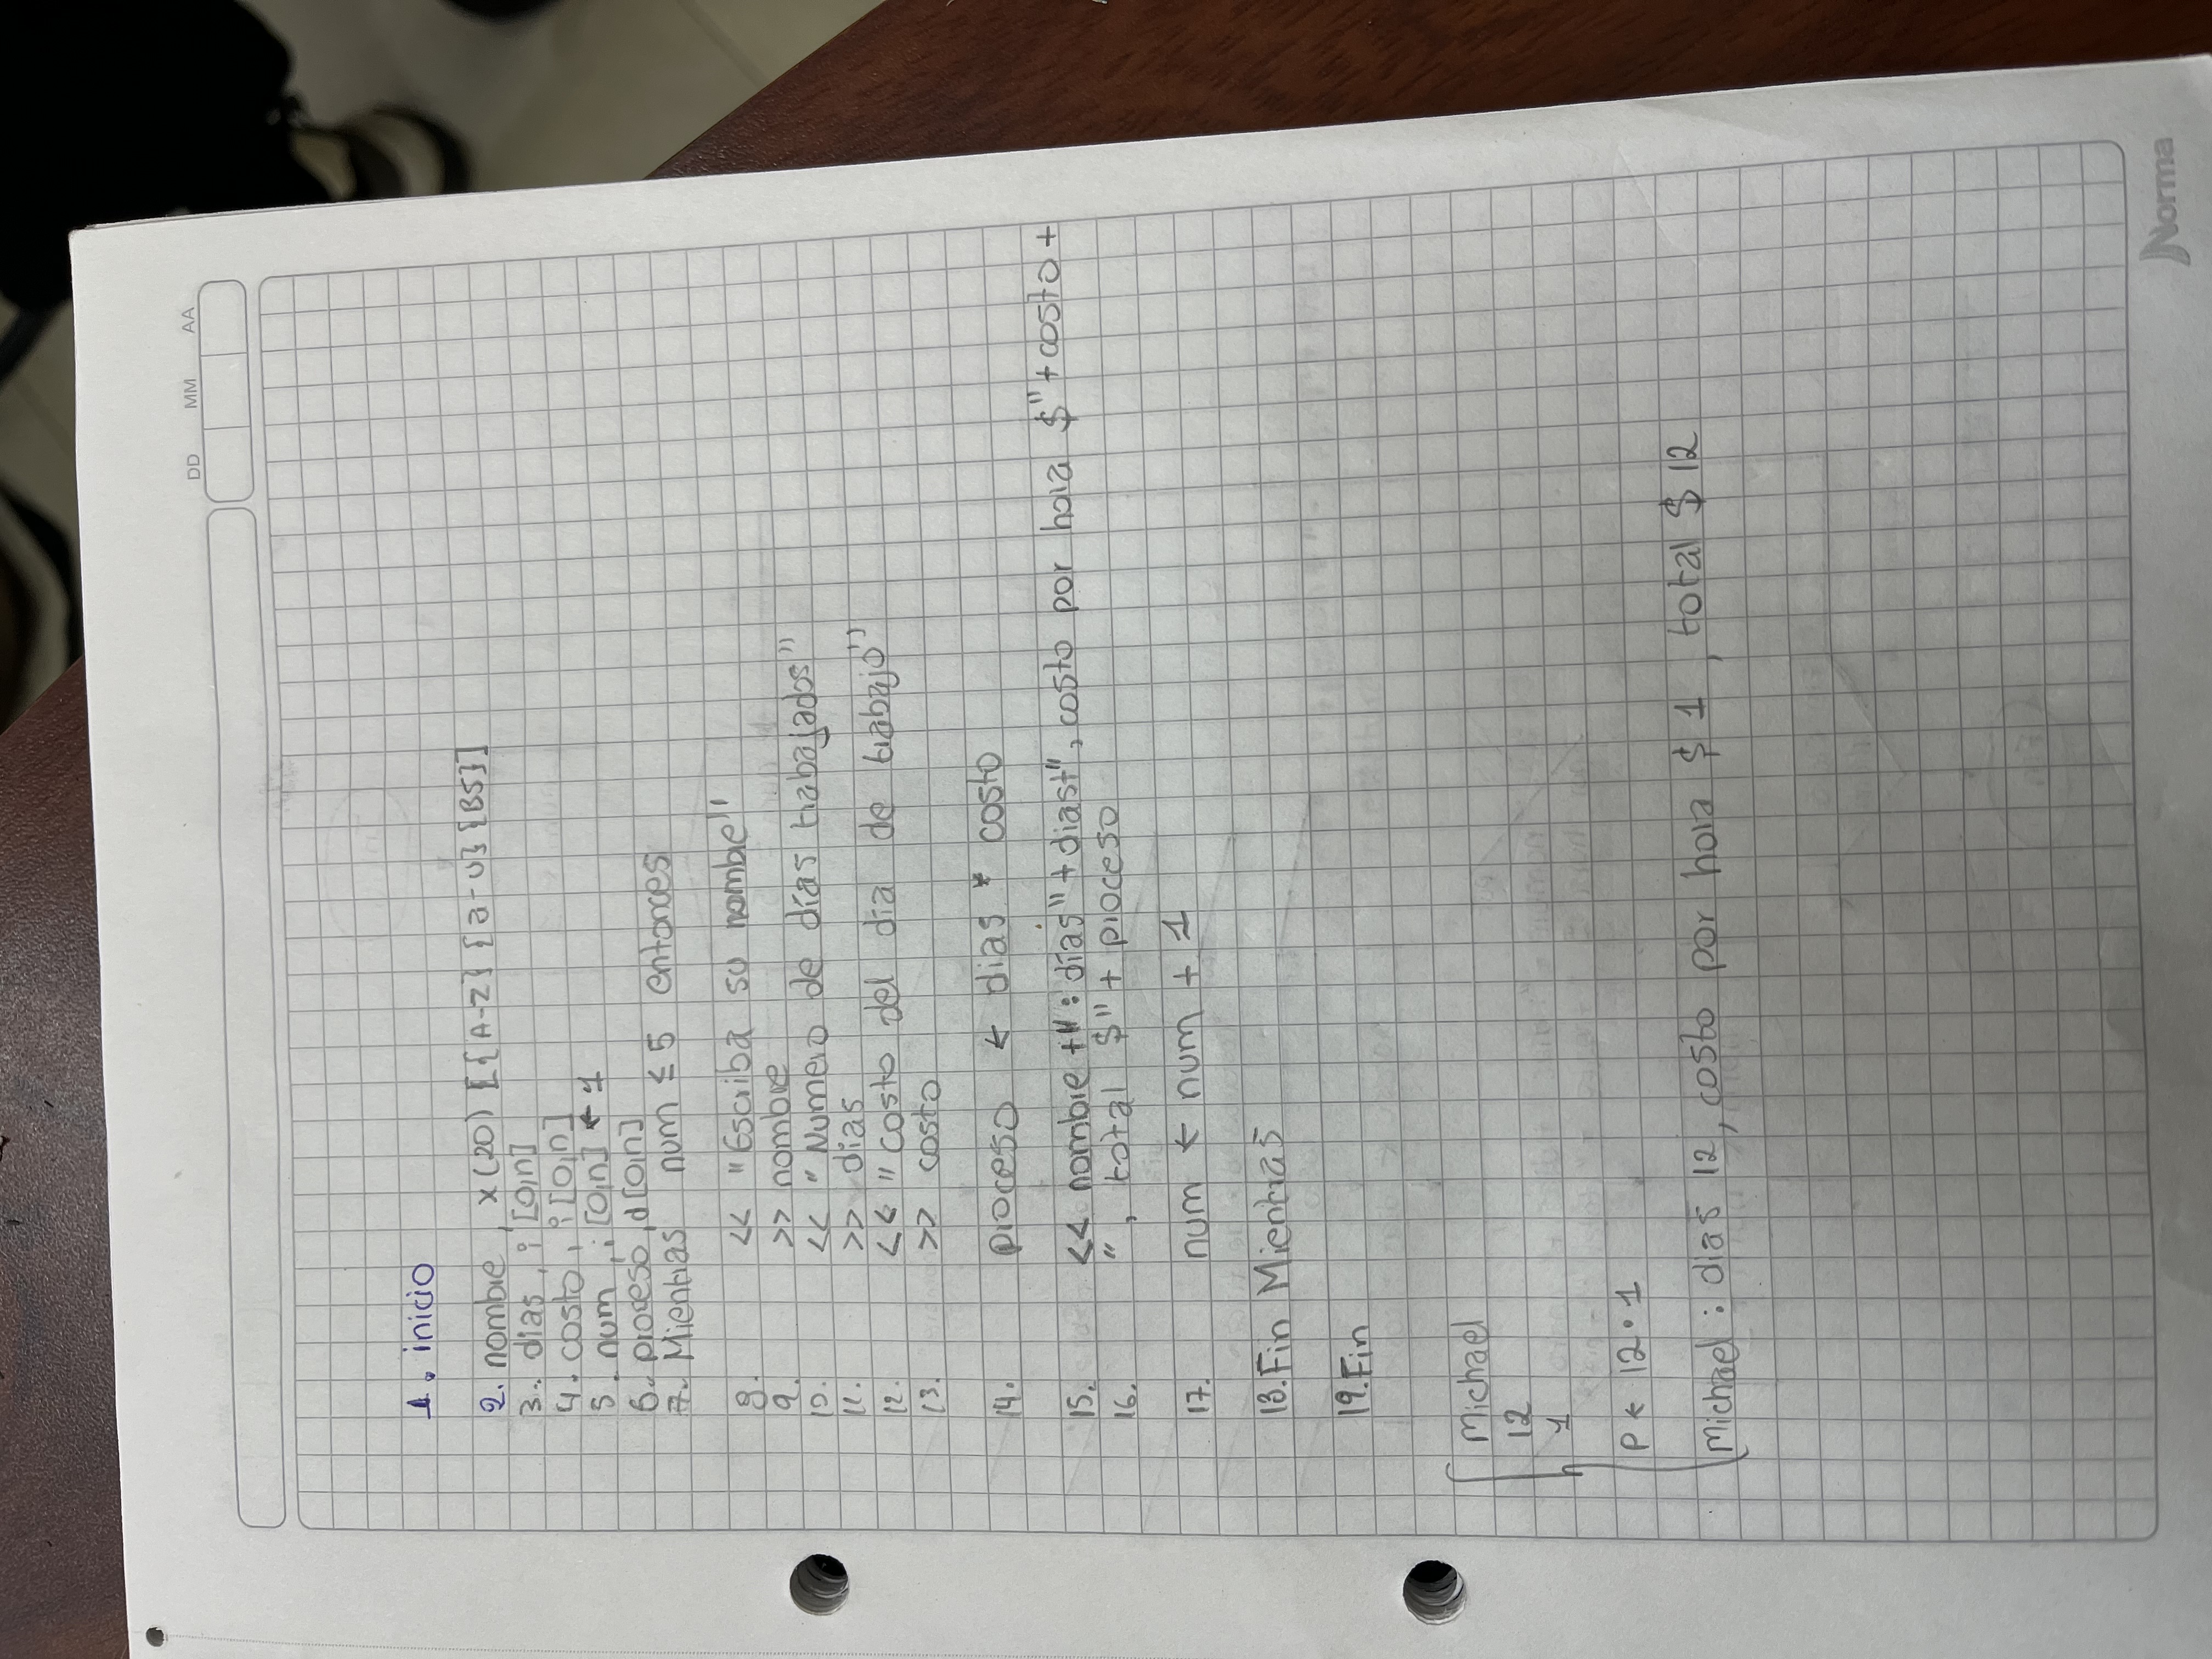 DD MM AA
1. inicio
2. nombre, x(20) [{A-Z} {a-u} {BS}]
3. dias, i [0,n]
4. costo, i [0,n]
5. num, i [0,n] ← 1
6. proceso, d [0,n]
7. Mientras num ≤ 5 entonces
8. << "Escriba su nombre"
9. >> nombre
10. << "Numero de días trabajados"
11. >> dias
12. << "costo del dia de trabajo"
13. >> costo
14. proceso ← dias * costo
15. << nombre +": días"+dias+", costo por hora $"+costo+
16. ", total $"+ proceso
17. num ← num + 1
18. Fin Mientras
19. Fin
Michael
12
1
P ← 12 • 1
Michael : dias 12, costo por hora $ 1, total $ 12
Norma